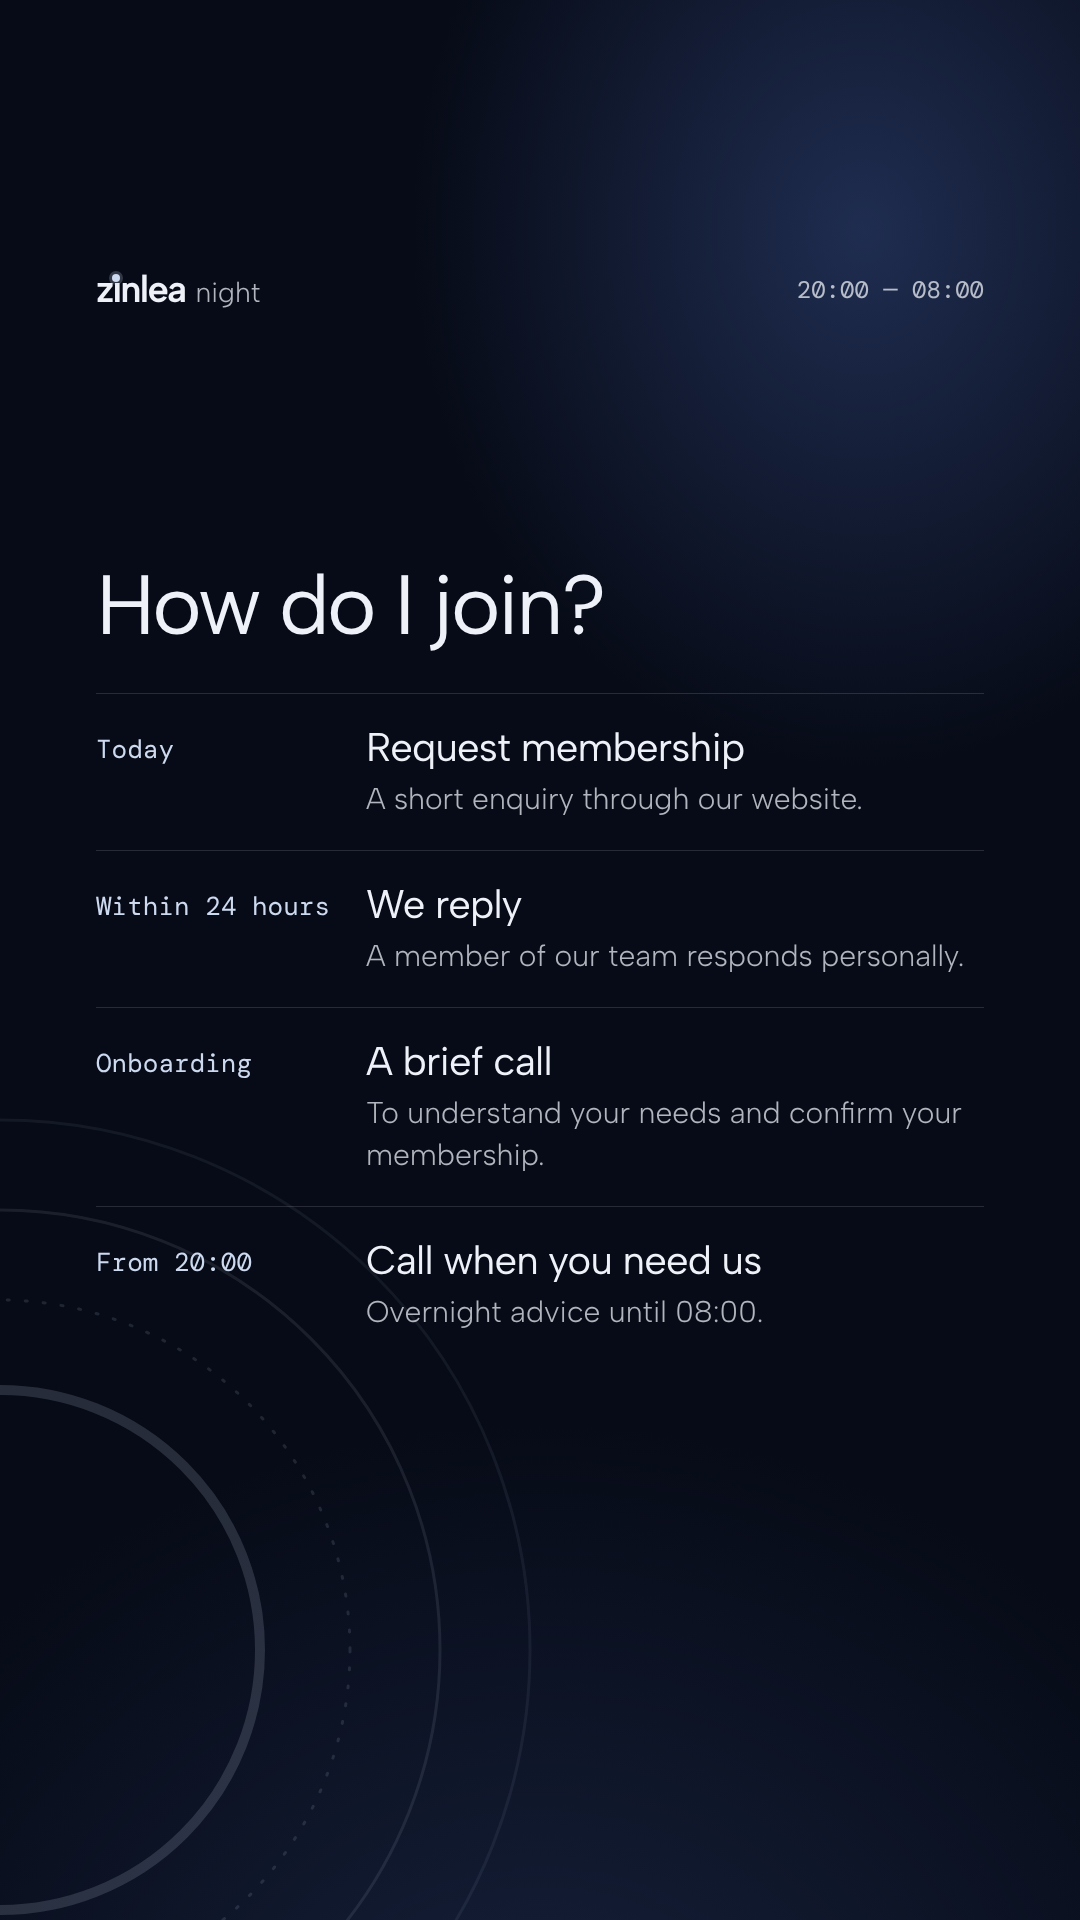 zinlea night
20:00 — 08:00
How do I join?
Today
Request membership
A short enquiry through our website.
Within 24 hours
We reply
A member of our team responds personally.
Onboarding
A brief call
To understand your needs and confirm your
membership.
From 20:00
Call when you need us
Overnight advice until 08:00.